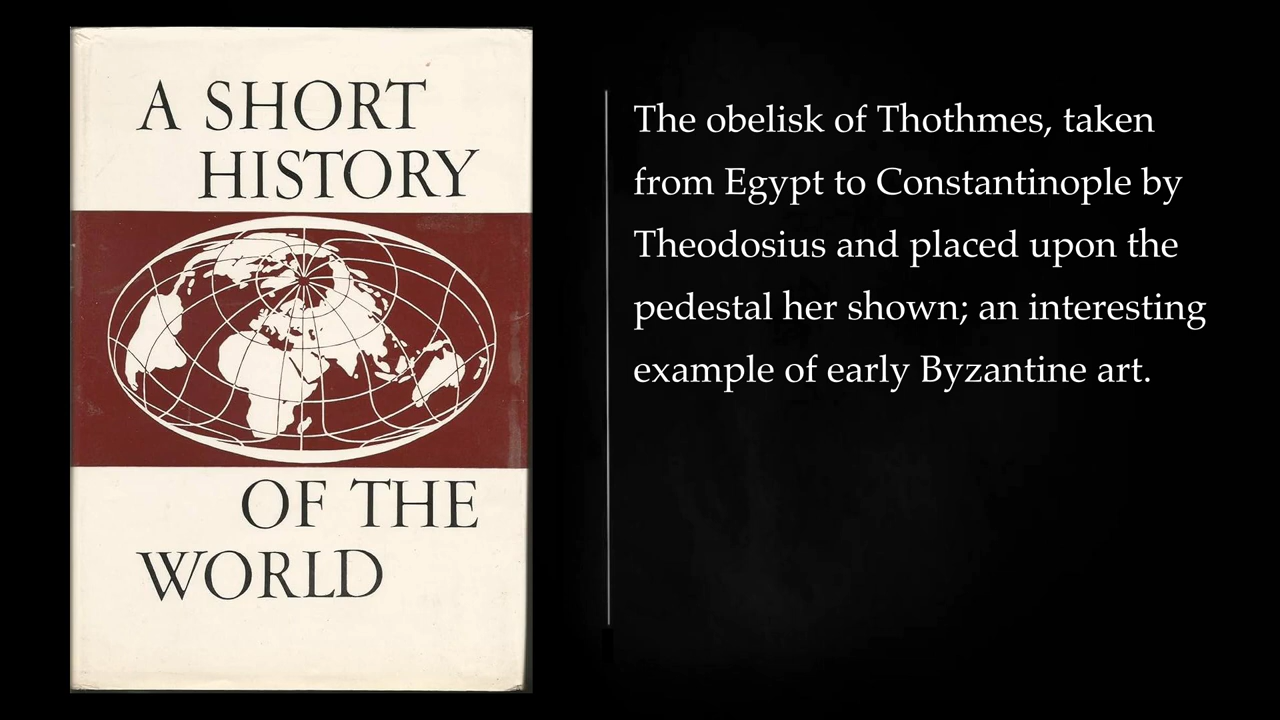 A SHORT
HISTORY
OF THE
WORLD
The obelisk of Thothmes, taken
from Egypt to Constantinople by
Theodosius and placed upon the
pedestal her shown; an interesting
example of early Byzantine art.